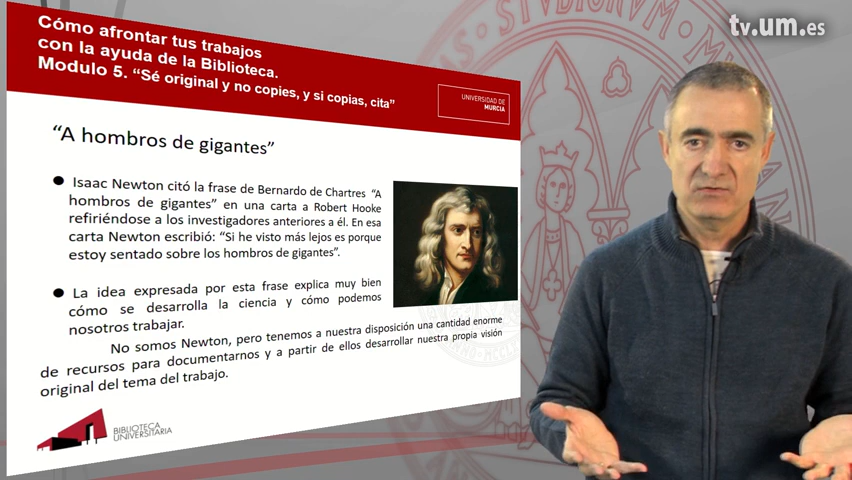 tv.um.es
Cómo afrontar tus trabajos
con la ayuda de la Biblioteca.
Modulo 5. “Sé original y no copies, y si copias, cita”
UNIVERSIDAD DE
MURCIA
“A hombros de gigantes”
● Isaac Newton citó la frase de Bernardo de Chartres “A
hombros de gigantes” en una carta a Robert Hooke
refiriéndose a los investigadores anteriores a él. En esa
carta Newton escribió: “Si he visto más lejos es porque
estoy sentado sobre los hombros de gigantes”.
● La idea expresada por esta frase explica muy bien
cómo se desarrolla la ciencia y cómo podemos
nosotros trabajar.
No somos Newton, pero tenemos a nuestra disposición una cantidad enorme
de recursos para documentarnos y a partir de ellos desarrollar nuestra propia visión
original del tema del trabajo.
BIBLIOTECA
UNIVERSITARIA